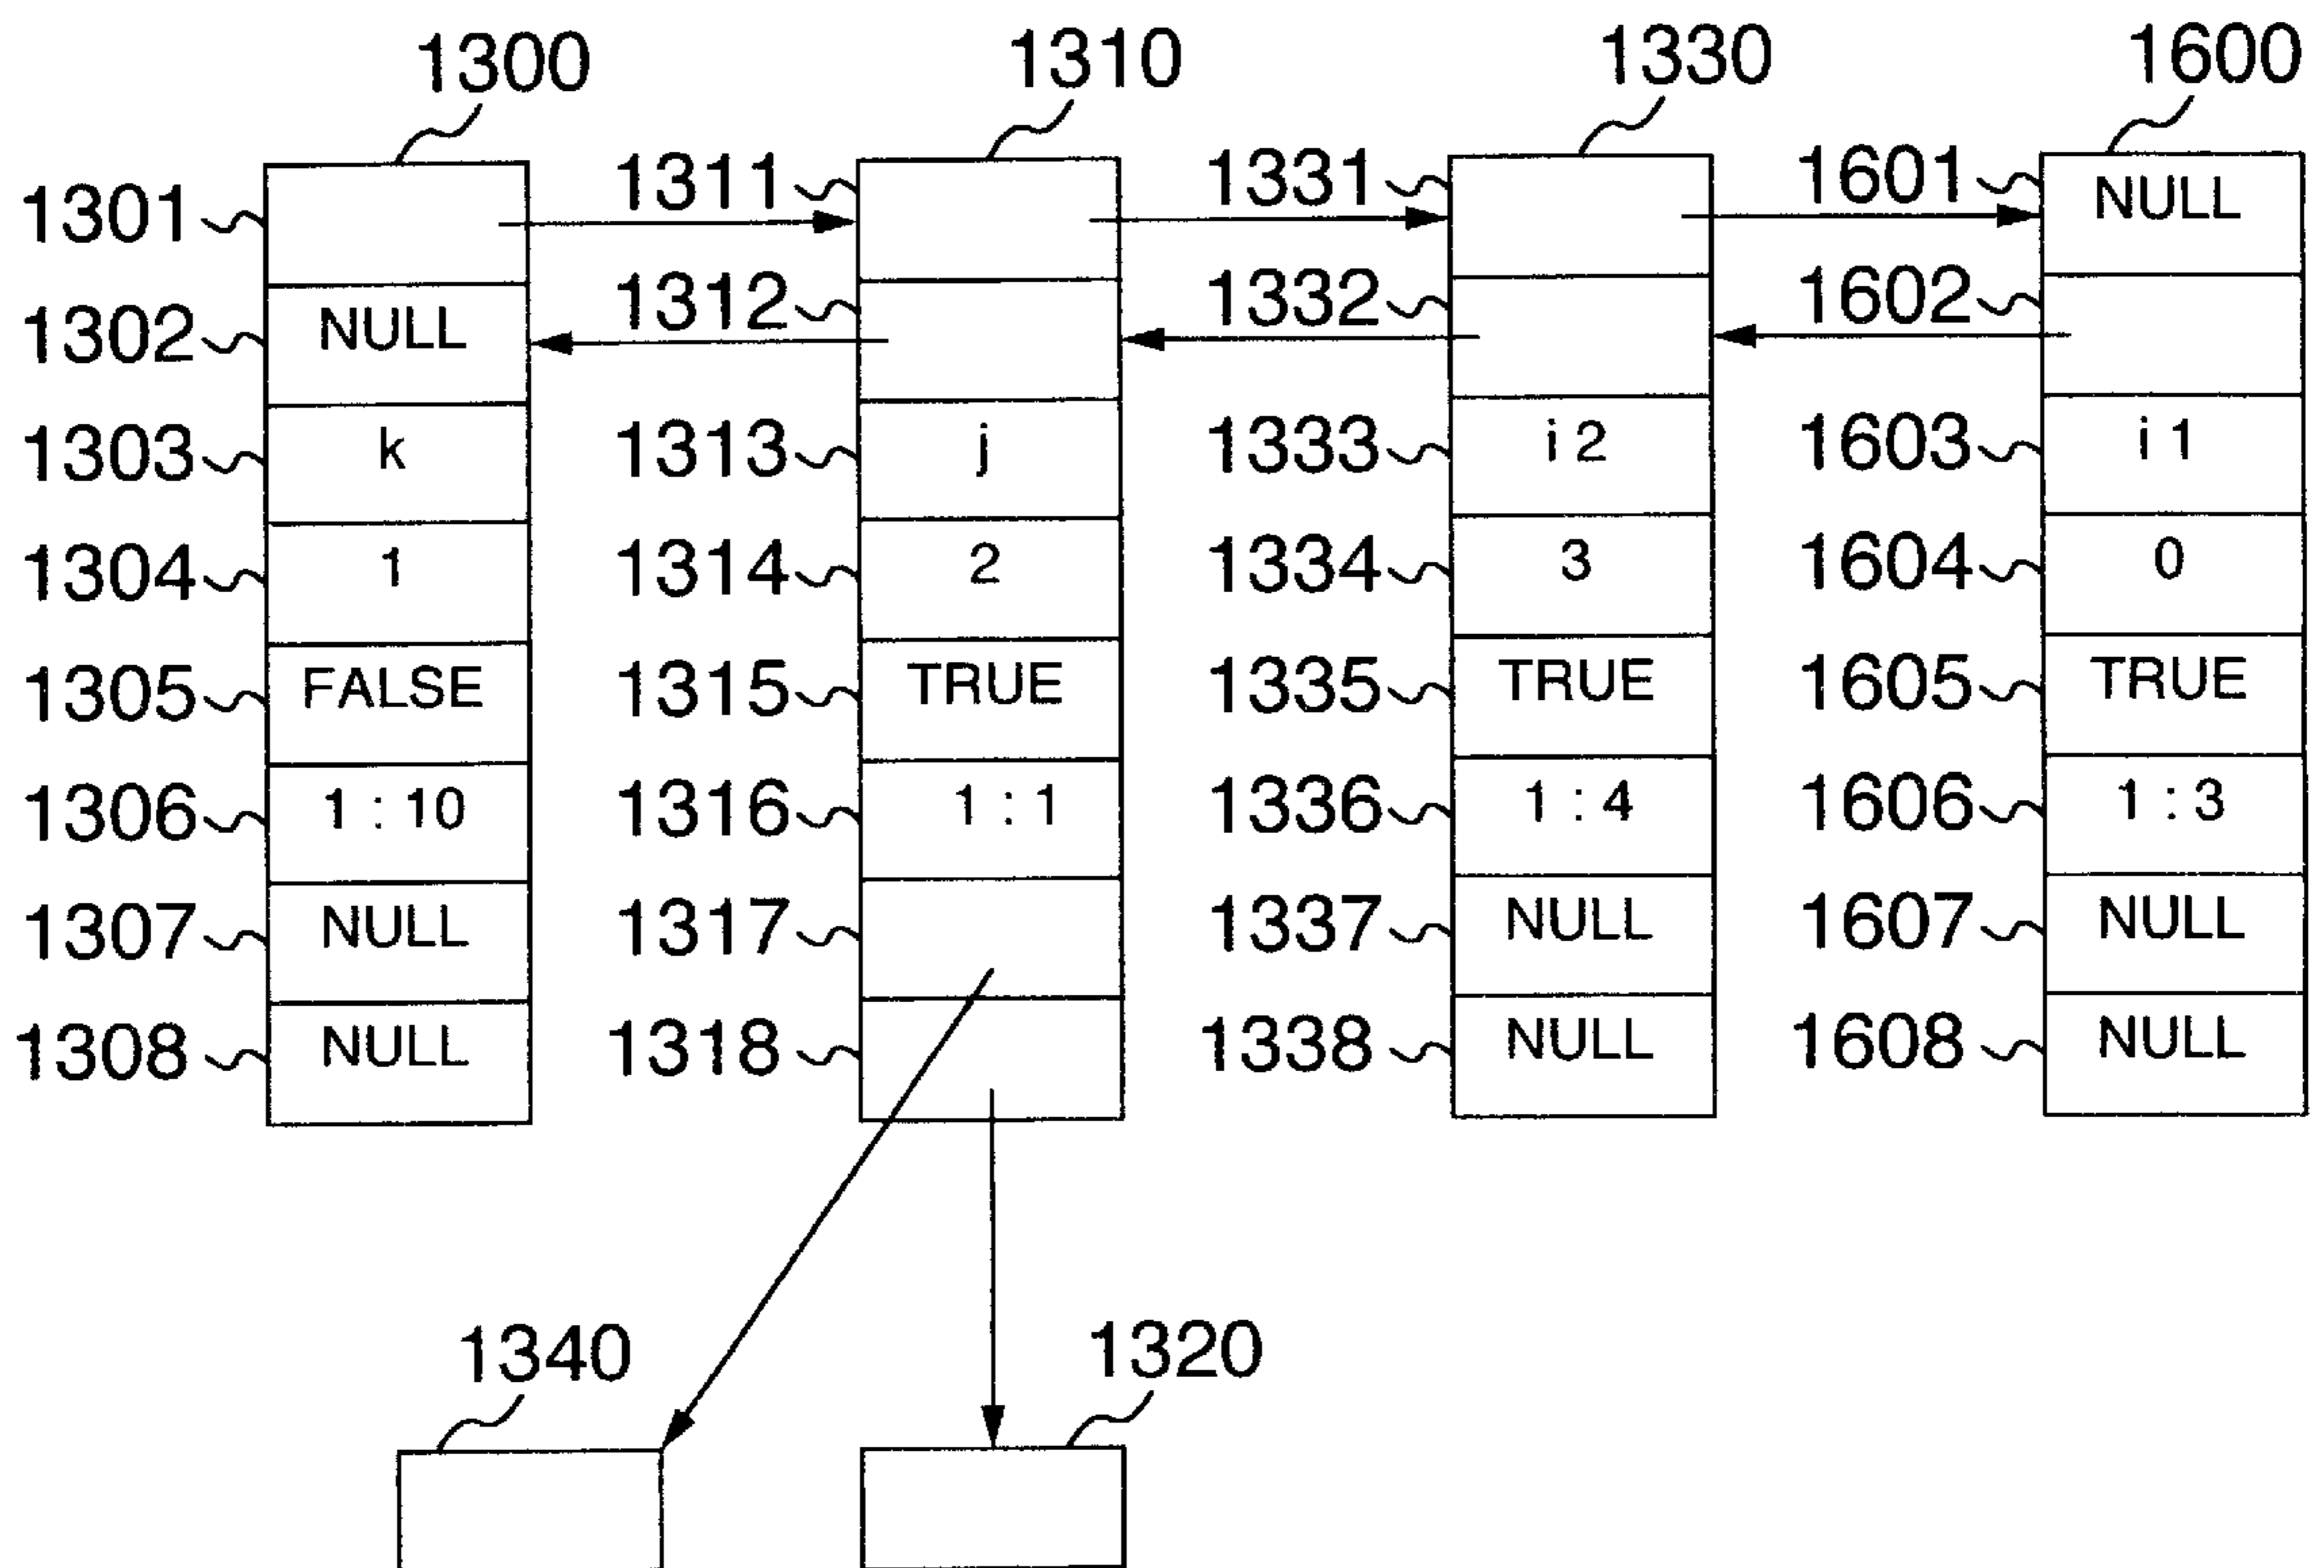 1300 1310 1330 1600
1301 1311 1331 1601 NULL
1302 NULL 1312 1332 1602
1303 k 1313 j 1333 i 2 1603 i 1
1304 1 1314 2 1334 3 1604 0
1305 FALSE 1315 TRUE 1335 TRUE 1605 TRUE
1306 1 : 10 1316 1 : 1 1336 1 : 4 1606 1 : 3
1307 NULL 1317 1337 NULL 1607 NULL
1308 NULL 1318 1338 NULL 1608 NULL
1340 1320